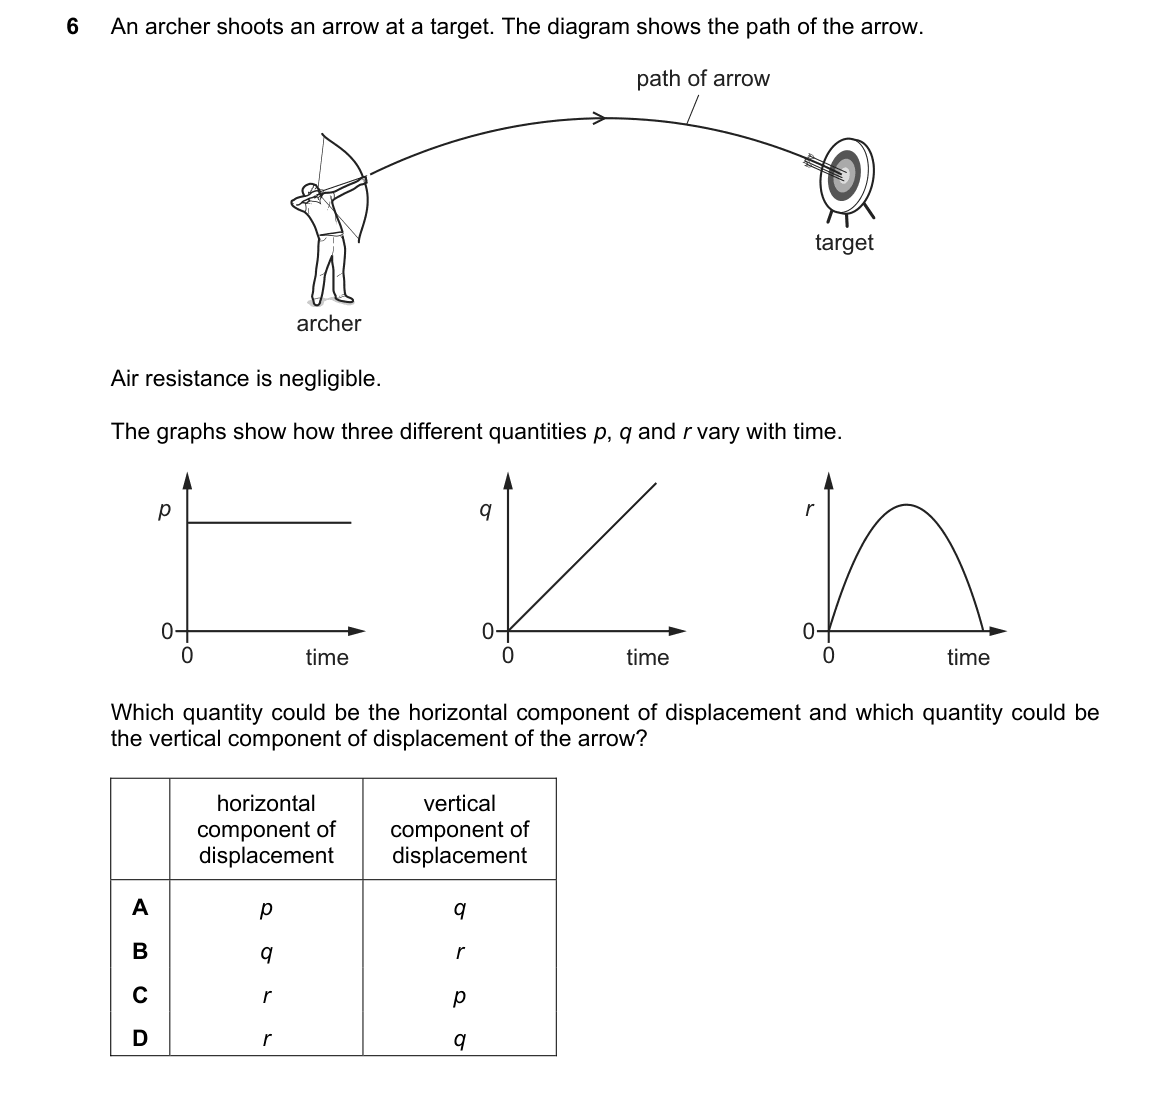 6 An archer shoots an arrow at a target. The diagram shows the path of the arrow.
path of arrow
target
archer
Air resistance is negligible.
The graphs show how three different quantities p, q and r vary with time.
p
0
0
time
q
0
0
time
r
0
0
time
Which quantity could be the horizontal component of displacement and which quantity could be
the vertical component of displacement of the arrow?
horizontal
component of
displacement
vertical
component of
displacement
A p q
B q r
C r p
D r q